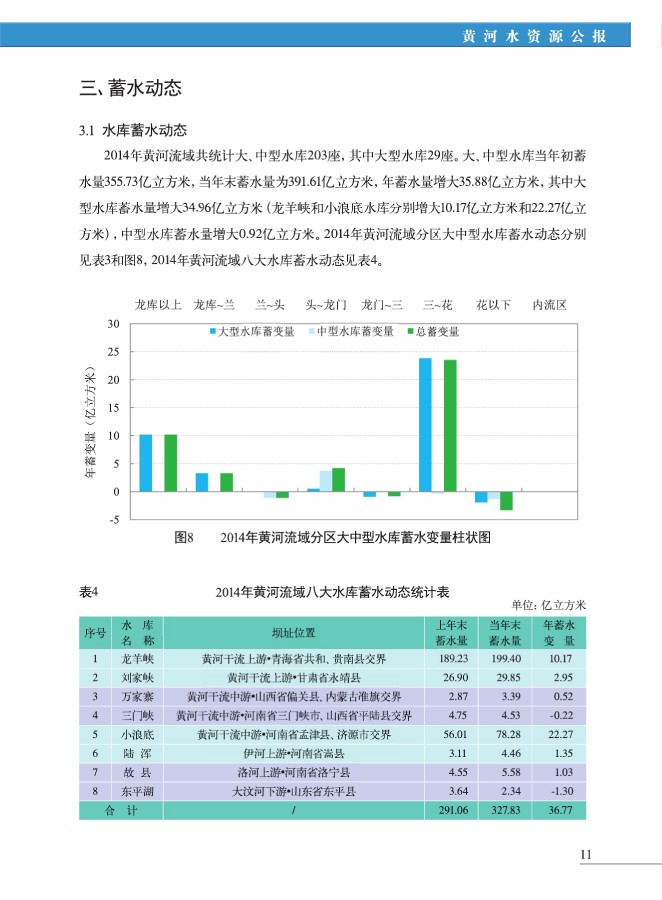 黄河水资源公报
三、蓄水动态
3.1 水库蓄水动态
2014年黄河流域共统计大、中型水库203座，其中大型水库29座。大、中型水库当年初蓄
水量355.73亿立方米，当年末蓄水量为391.61亿立方米，年蓄水量增大35.88亿立方米，其中大
型水库蓄水量增大34.96亿立方米（龙羊峡和小浪底水库分别增大10.17亿立方米和22.27亿立
方米），中型水库蓄水量增大0.92亿立方米。2014年黄河流域分区大中型水库蓄水动态分别
见表3和图8，2014年黄河流域八大水库蓄水动态见表4。
龙库以上 龙库~兰 兰~头 头~龙门 龙门~三 三~花 花以下 内流区
大型水库蓄变量 中型水库蓄变量 总蓄变量
年蓄变量（亿立方米）
30
25
20
15
10
5
0
-5
图8 2014年黄河流域分区大中型水库蓄水变量柱状图
表4 2014年黄河流域八大水库蓄水动态统计表
单位：亿立方米
序号 水库名称 坝址位置 上年末蓄水量 当年末蓄水量 年蓄水变量
1 龙羊峡 黄河干流上游•青海省共和、贵南县交界 189.23 199.40 10.17
2 刘家峡 黄河干流上游•甘肃省永靖县 26.90 29.85 2.95
3 万家寨 黄河干流中游•山西省偏关县、内蒙古准旗交界 2.87 3.39 0.52
4 三门峡 黄河干流中游•河南省三门峡市、山西省平陆县交界 4.75 4.53 -0.22
5 小浪底 黄河干流中游•河南省孟津县、济源市交界 56.01 78.28 22.27
6 陆浑 伊河上游•河南省嵩县 3.11 4.46 1.35
7 故县 洛河上游•河南省洛宁县 4.55 5.58 1.03
8 东平湖 大汶河下游•山东省东平县 3.64 2.34 -1.30
合计 / 291.06 327.83 36.77
11